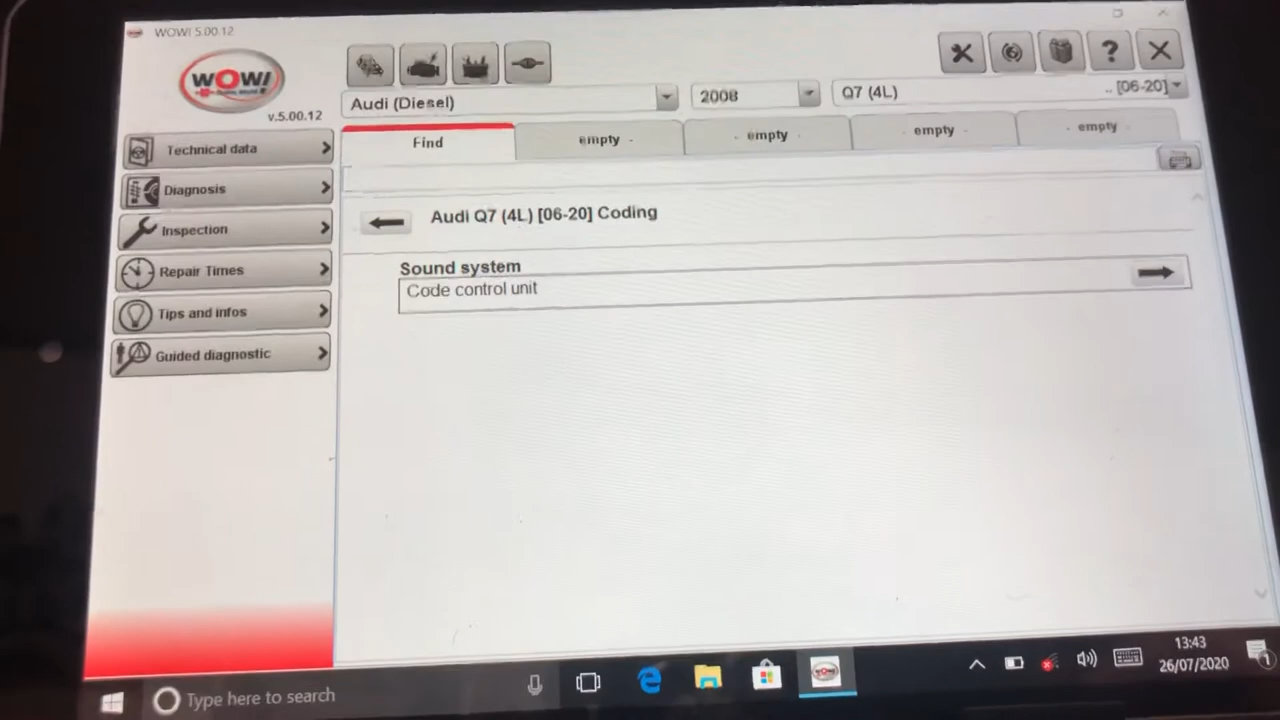 WOW! 5.00.12
WOW!
v.5.00.12
Audi (Diesel)
2008
Q7 (4L)
.. [06-20]
Find
empty
empty
empty
empty
Technical data
Diagnosis
Inspection
Repair Times
Tips and infos
Guided diagnostic
Audi Q7 (4L) [06-20] Coding
Sound system
Code control unit
Type here to search
13:43
26/07/2020
1